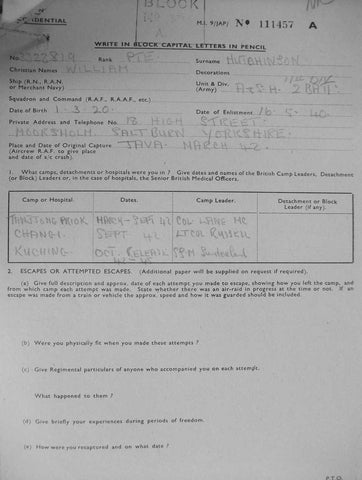 BLOCK
CONFIDENTIAL
M.I. 9/JAP/ No 111457 A
WRITE IN BLOCK CAPITAL LETTERS IN PENCIL
No. 3322819 Rank PTE. Surname HUTCHINSON
Christian Names WILLIAM Decorations
Ship (R.N., R.A.N. or Merchant Navy) Unit & Div. (Army) A & S.H. 2 BATT.
Squadron and Command (R.A.F., R.A.A.F., etc.)
Date of Birth 1. 3. 20. Date of Enlistment 16. 5. 40.
Private Address and Telephone No. 18 HIGH STREET.
MOORSHOLM. SALTBURN YORKSHIRE.
Place and Date of Original Capture JAVA. MARCH 42.
(Aircrew R.A.F. to give place
and date of a/c crash).
1. What camps, detachments or hospitals were you in ? Give dates and names of the British Camp Leaders, Detachment
(or Block) Leaders or, in the case of hospitals, the Senior British Medical Officers.
Camp or Hospital. Dates. Camp Leader. Detachment or Block Leader (if any).
TANJTONG PRIOK MARCH - SEPT 42 COL LANE MC
CHANGI. SEPT 42 LT COL RUSSELL
KUCHING. OCT. RELEASE S.P.M
2. ESCAPES OR ATTEMPTED ESCAPES. (Additional paper will be supplied on request if required).
(a) Give full description and approx. date of each attempt you made to escape, showing how you left the camp, and
from which camp each attempt was made. State whether there was an air-raid in progress at the time or not. If an
escape was made from a train or vehicle the approx. speed and how it was guarded should be included.
(b) Were you physically fit when you made these attempts ?
(c) Give Regimental particulars of anyone who accompanied you on each attempt.
What happened to them ?
(d) Give briefly your experiences during periods of freedom.
(e) How were you recaptured and on what date ?
P.T.O.